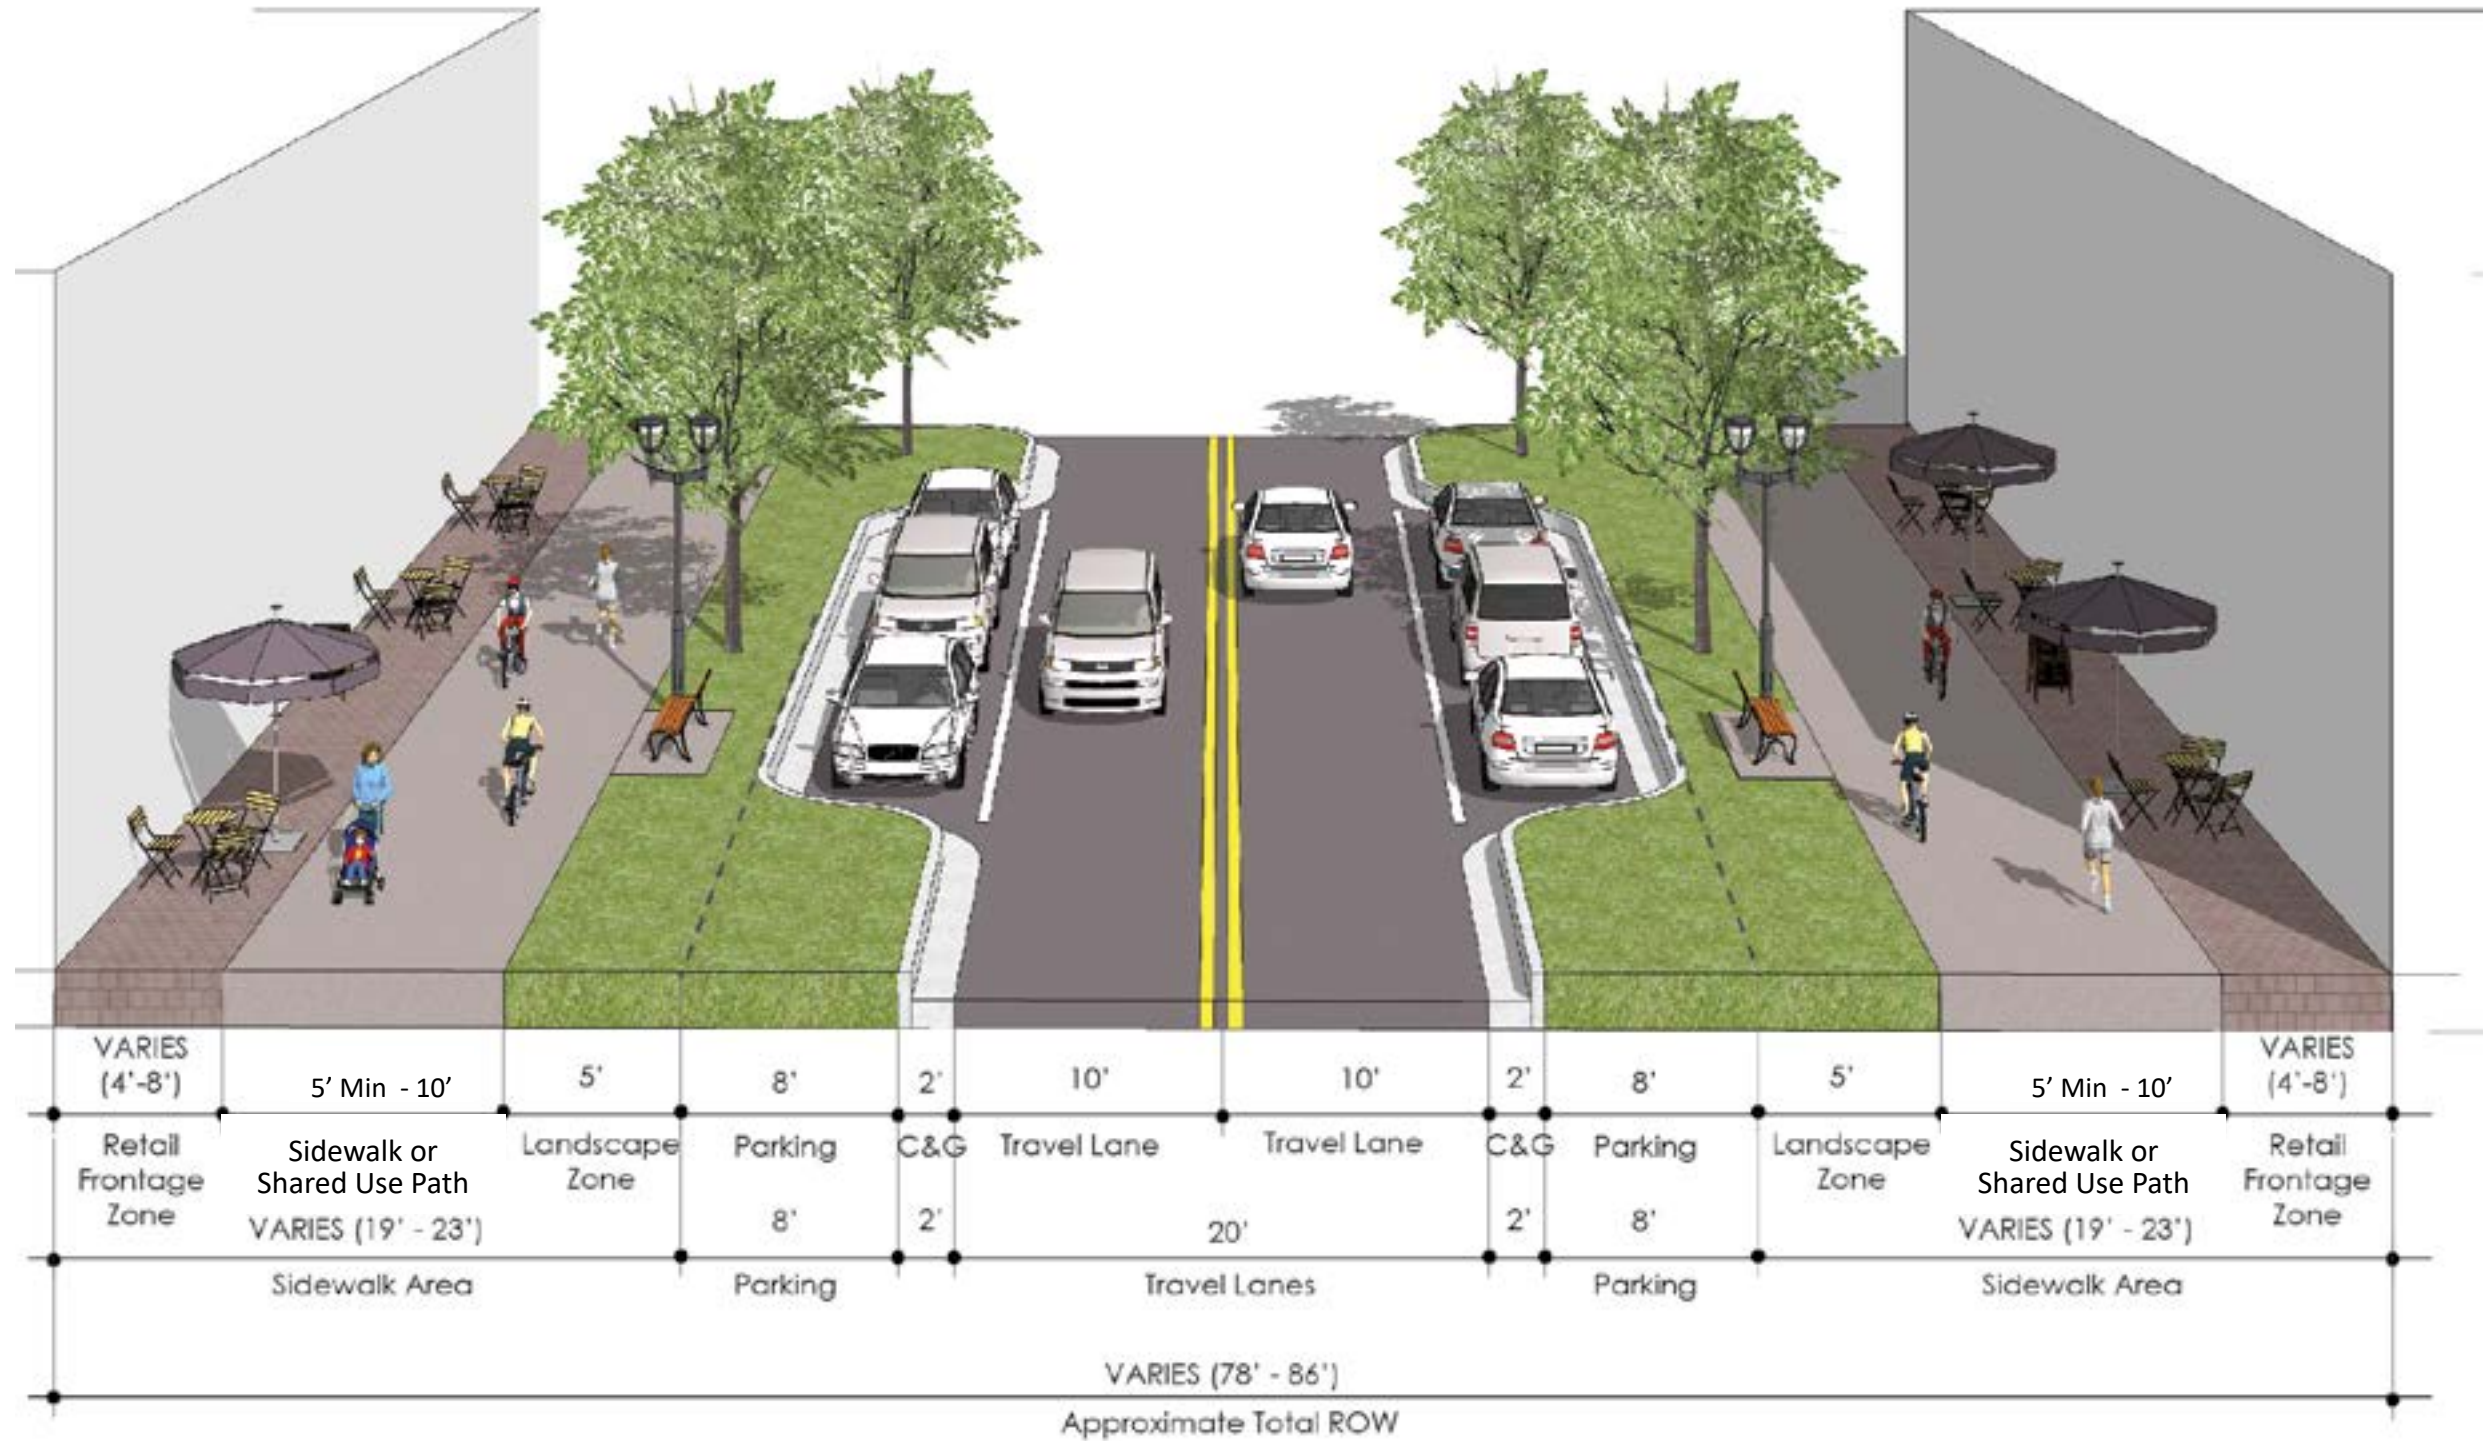 VARIES
(4'-8')
5’ Min - 10’
5'
8'
2'
10'
10'
2'
8'
5'
5’ Min - 10’
VARIES
(4'-8')
Retail
Frontage
Zone
Sidewalk or
Shared Use Path
Landscape
Zone
Parking
C&G
Travel Lane
Travel Lane
C&G
Parking
Landscape
Zone
Sidewalk or
Shared Use Path
Retail
Frontage
Zone
VARIES (19' - 23')
8'
2'
20'
2'
8'
VARIES (19' - 23')
Sidewalk Area
Parking
Travel Lanes
Parking
Sidewalk Area
VARIES (78' - 86')
Approximate Total ROW